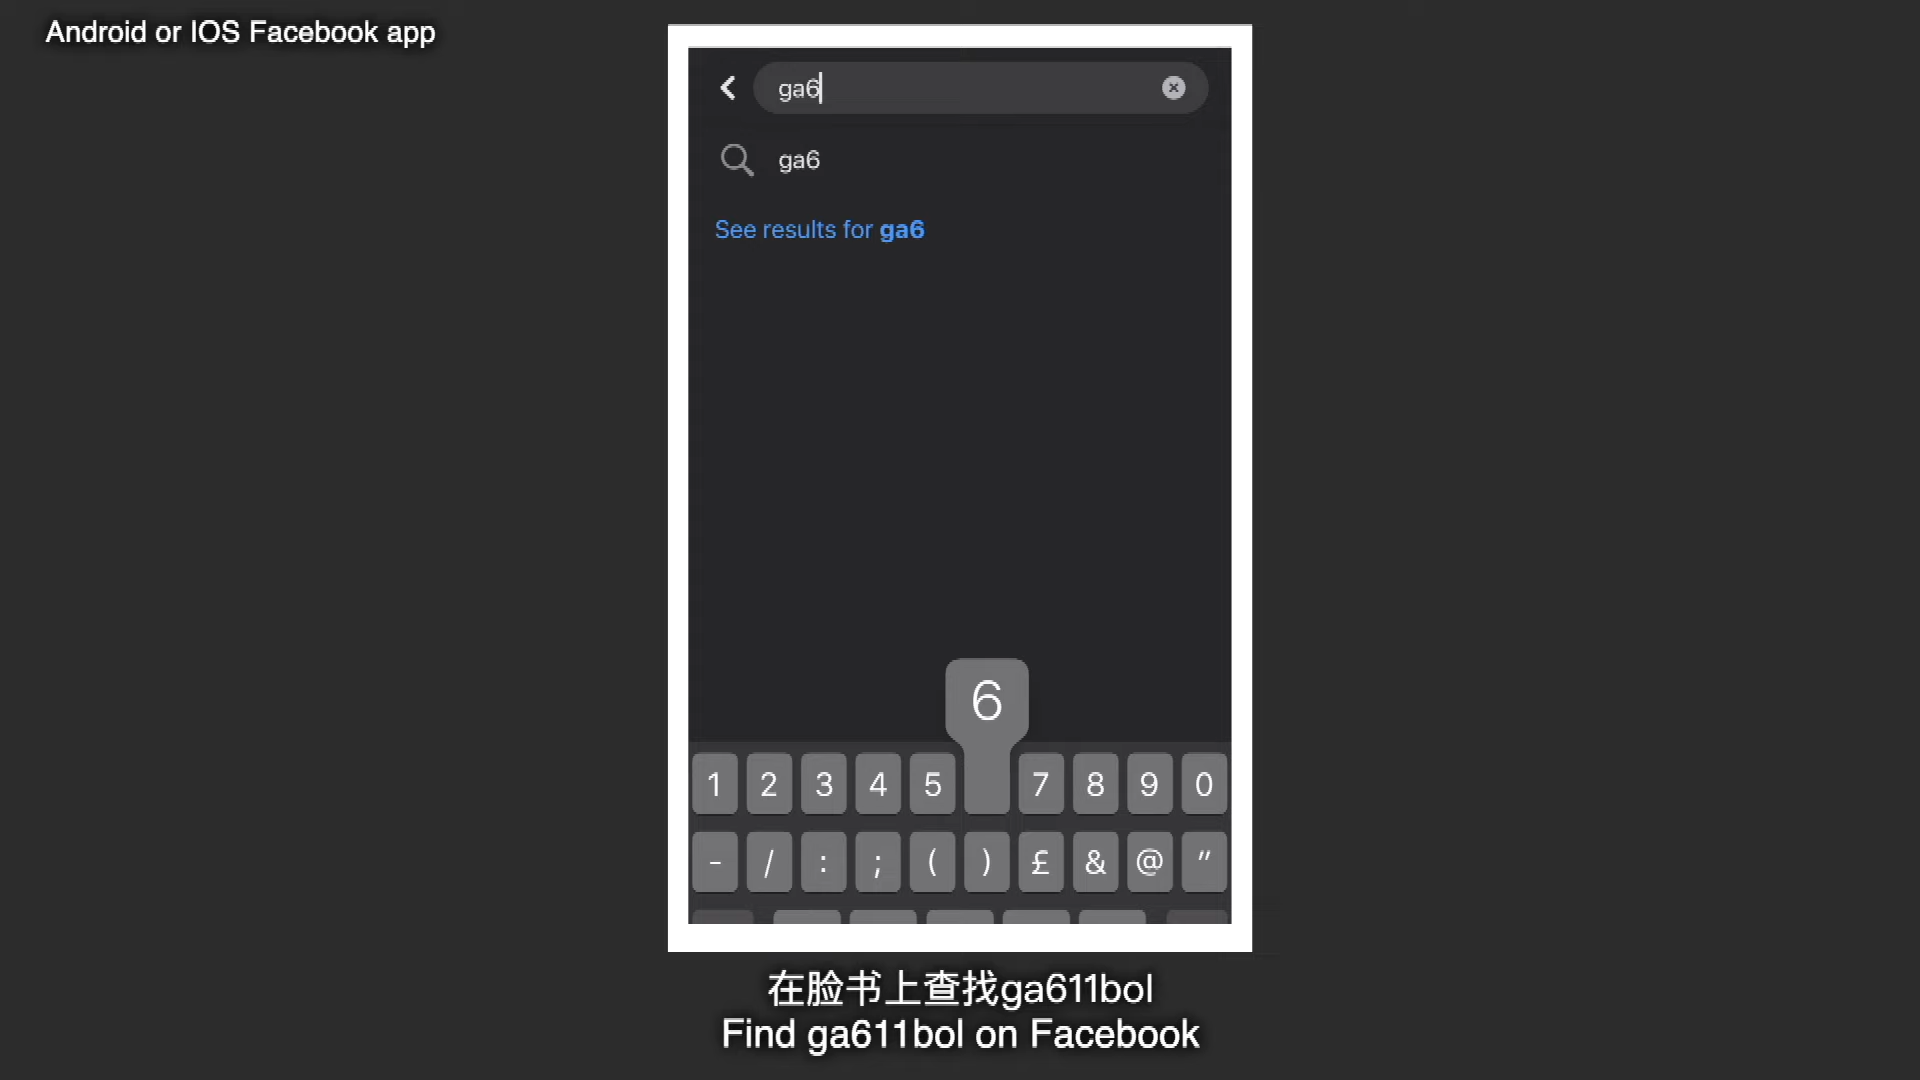 Android or IOS Facebook app
ga6
ga6
See results for ga6
6
1 2 3 4 5 7 8 9 0
- / : ; ( ) £ & @ "
在脸书上查找ga611bol
Find ga611bol on Facebook